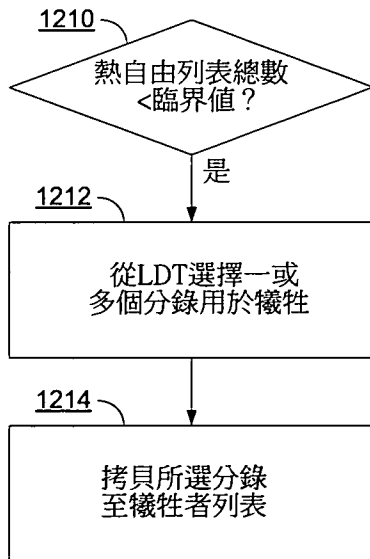 1210
熱自由列表總數
<臨界值？
是
1212
從LDT選擇一或
多個分錄用於犧牲
1214
拷貝所選分錄
至犧牲者列表